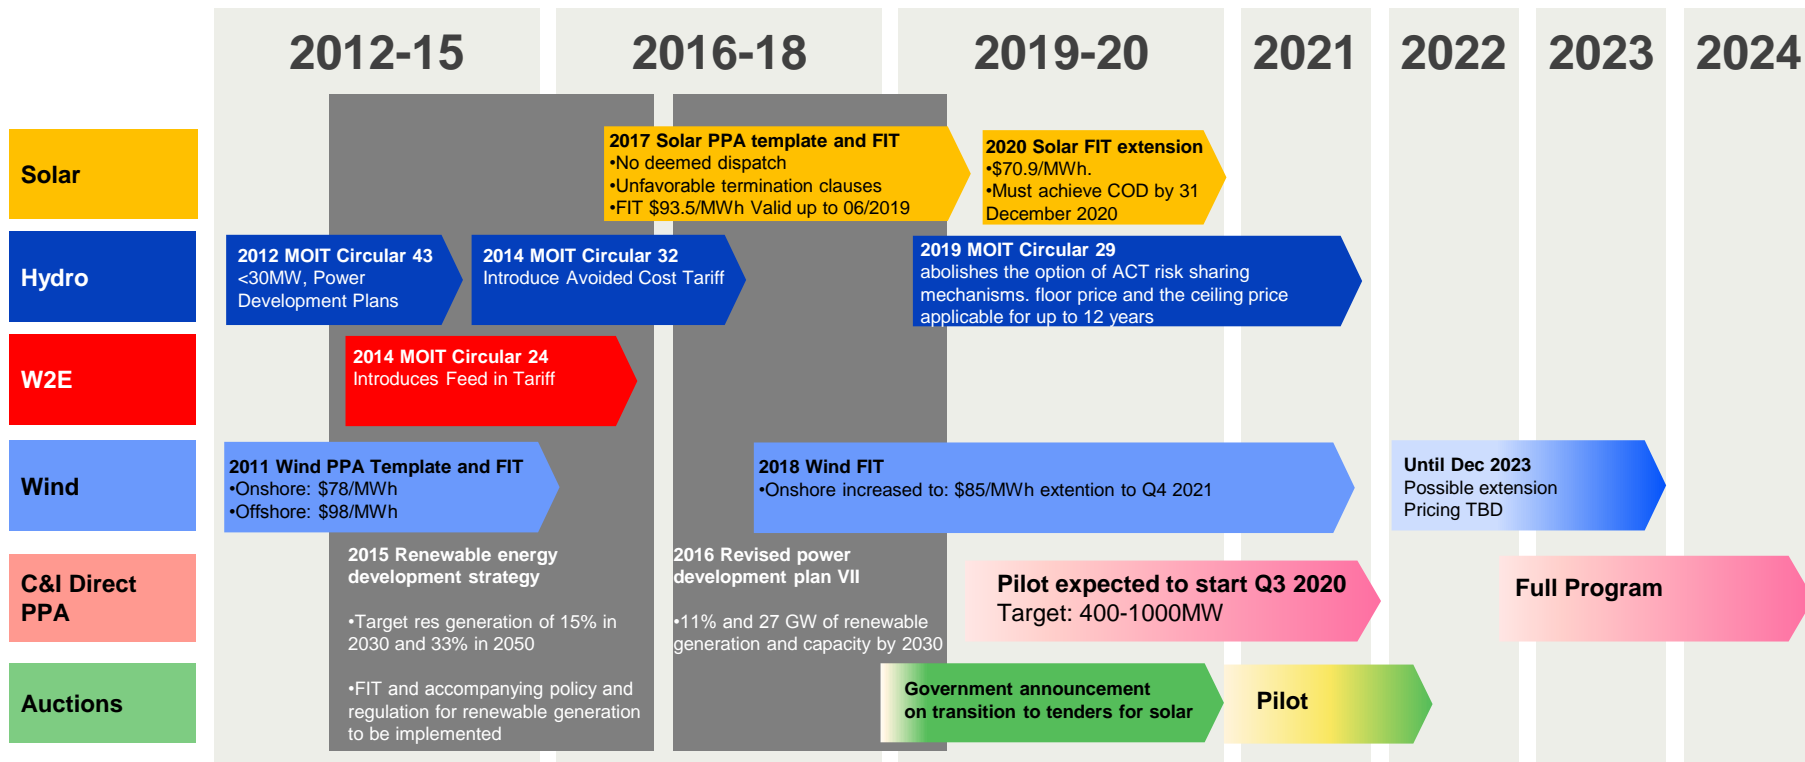 2012-15
2016-18
2019-20
2021
2022
2023
2024
Solar
2017 Solar PPA template and FIT
•No deemed dispatch
•Unfavorable termination clauses
•FIT $93.5/MWh Valid up to 06/2019
2020 Solar FIT extension
•$70.9/MWh.
•Must achieve COD by 31
December 2020
Hydro
2012 MOIT Circular 43
<30MW, Power
Development Plans
2014 MOIT Circular 32
Introduce Avoided Cost Tariff
2019 MOIT Circular 29
abolishes the option of ACT risk sharing
mechanisms. floor price and the ceiling price
applicable for up to 12 years
W2E
2014 MOIT Circular 24
Introduces Feed in Tariff
Wind
2011 Wind PPA Template and FIT
•Onshore: $78/MWh
•Offshore: $98/MWh
2018 Wind FIT
•Onshore increased to: $85/MWh extention to Q4 2021
Until Dec 2023
Possible extension
Pricing TBD
2015 Renewable energy
development strategy
•Target res generation of 15% in
2030 and 33% in 2050
•FIT and accompanying policy and
regulation for renewable generation
to be implemented
2016 Revised power
development plan VII
•11% and 27 GW of renewable
generation and capacity by 2030
C&I Direct
PPA
Pilot expected to start Q3 2020
Target: 400-1000MW
Full Program
Auctions
Government announcement
on transition to tenders for solar
Pilot